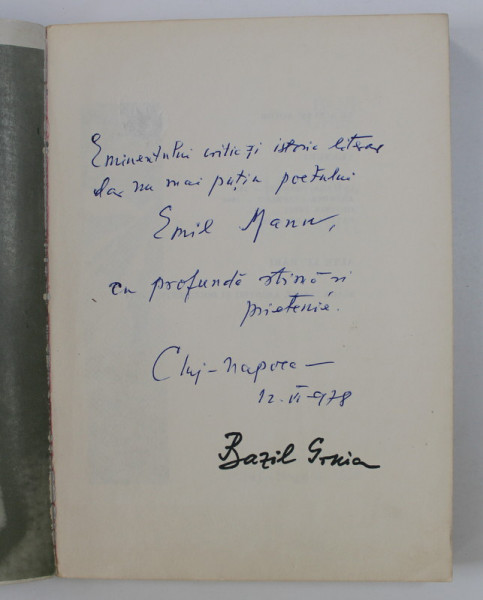 Eminentului critic și istoric literar
dar nu mai puțin poetului
Emil Manu,
cu profundă stimă și
prietenie.
Cluj-Napoca —
12. VI-978
Bazil Gruia